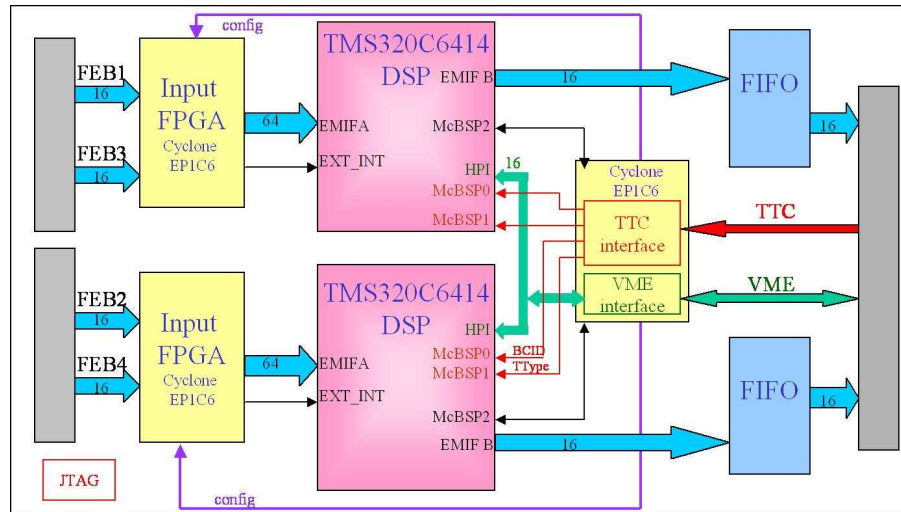 config
FEB1
16
FEB3
16
Input
FPGA
Cyclone
EP1C6
64
TMS320C6414
DSP
EMIF B
EMIFA
McBSP2
EXT_INT
HPI
McBSP0
McBSP1
16
16
FIFO
16
Cyclone
EP1C6
TTC
interface
VME
interface
TTC
VME
FEB2
16
FEB4
16
Input
FPGA
Cyclone
EP1C6
64
TMS320C6414
DSP
HPI
EMIFA
McBSP0
McBSP1
EXT_INT
McBSP2
EMIF B
BCID
TType
16
FIFO
16
JTAG
config